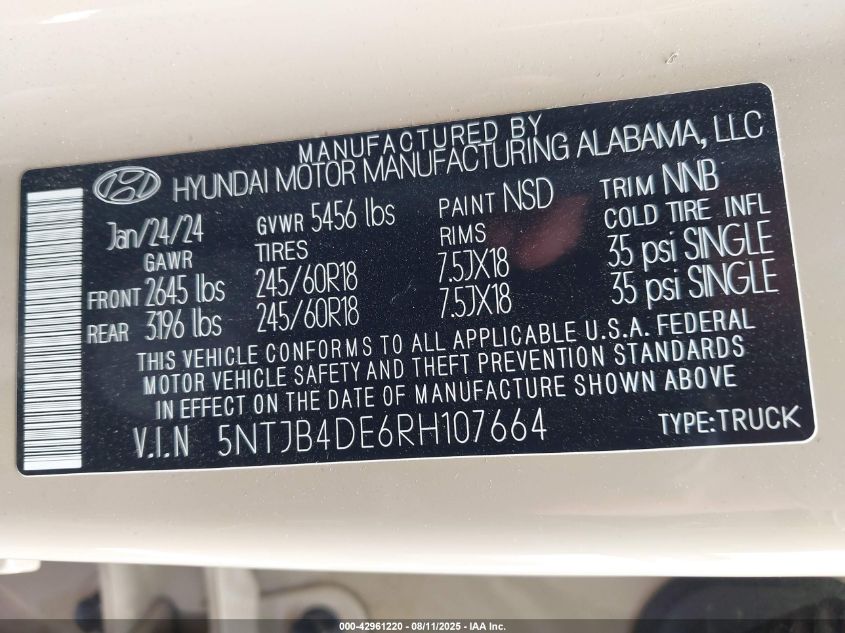 MANUFACTURED BY
HYUNDAI MOTOR MANUFACTURING ALABAMA, LLC
Jan/24/24 GVWR 5456 lbs PAINT NSD TRIM NNB
GAWR TIRES RIMS COLD TIRE INFL
FRONT 2645 lbs 245/60R18 7.5JX18 35 psi SINGLE
REAR 3196 lbs 245/60R18 7.5JX18 35 psi SINGLE
THIS VEHICLE CONFORMS TO ALL APPLICABLE U.S.A. FEDERAL
MOTOR VEHICLE SAFETY AND THEFT PREVENTION STANDARDS
IN EFFECT ON THE DATE OF MANUFACTURE SHOWN ABOVE
V.I.N 5NTJB4DE6RH107664 TYPE:TRUCK
000-42961220 - 08/11/2025 - IAA Inc.